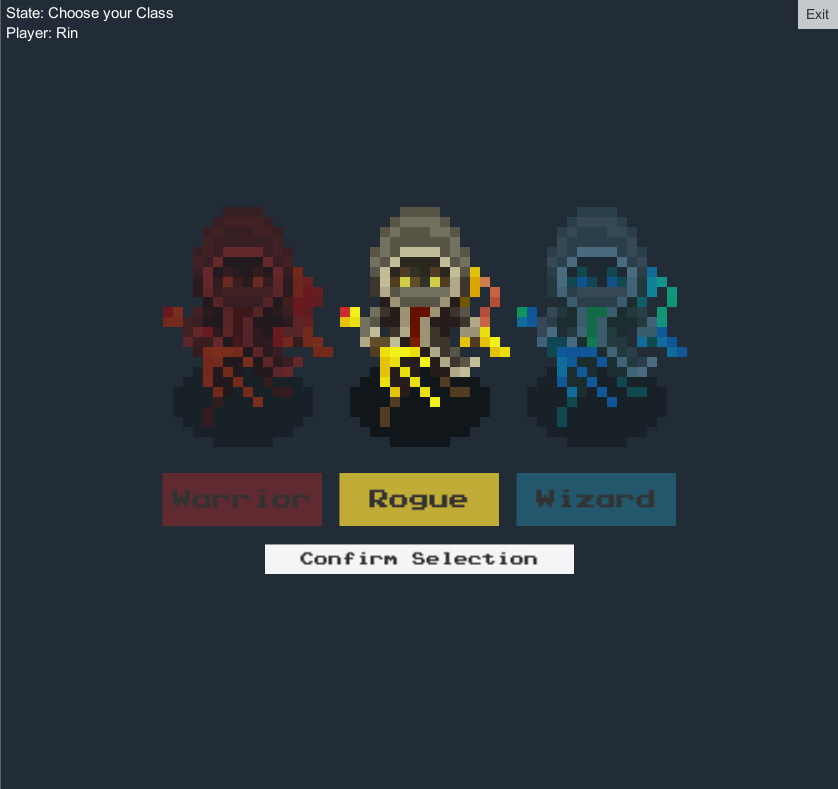 State: Choose your Class
Player: Rin
Exit
Warrior
Rogue
Wizard
Confirm Selection